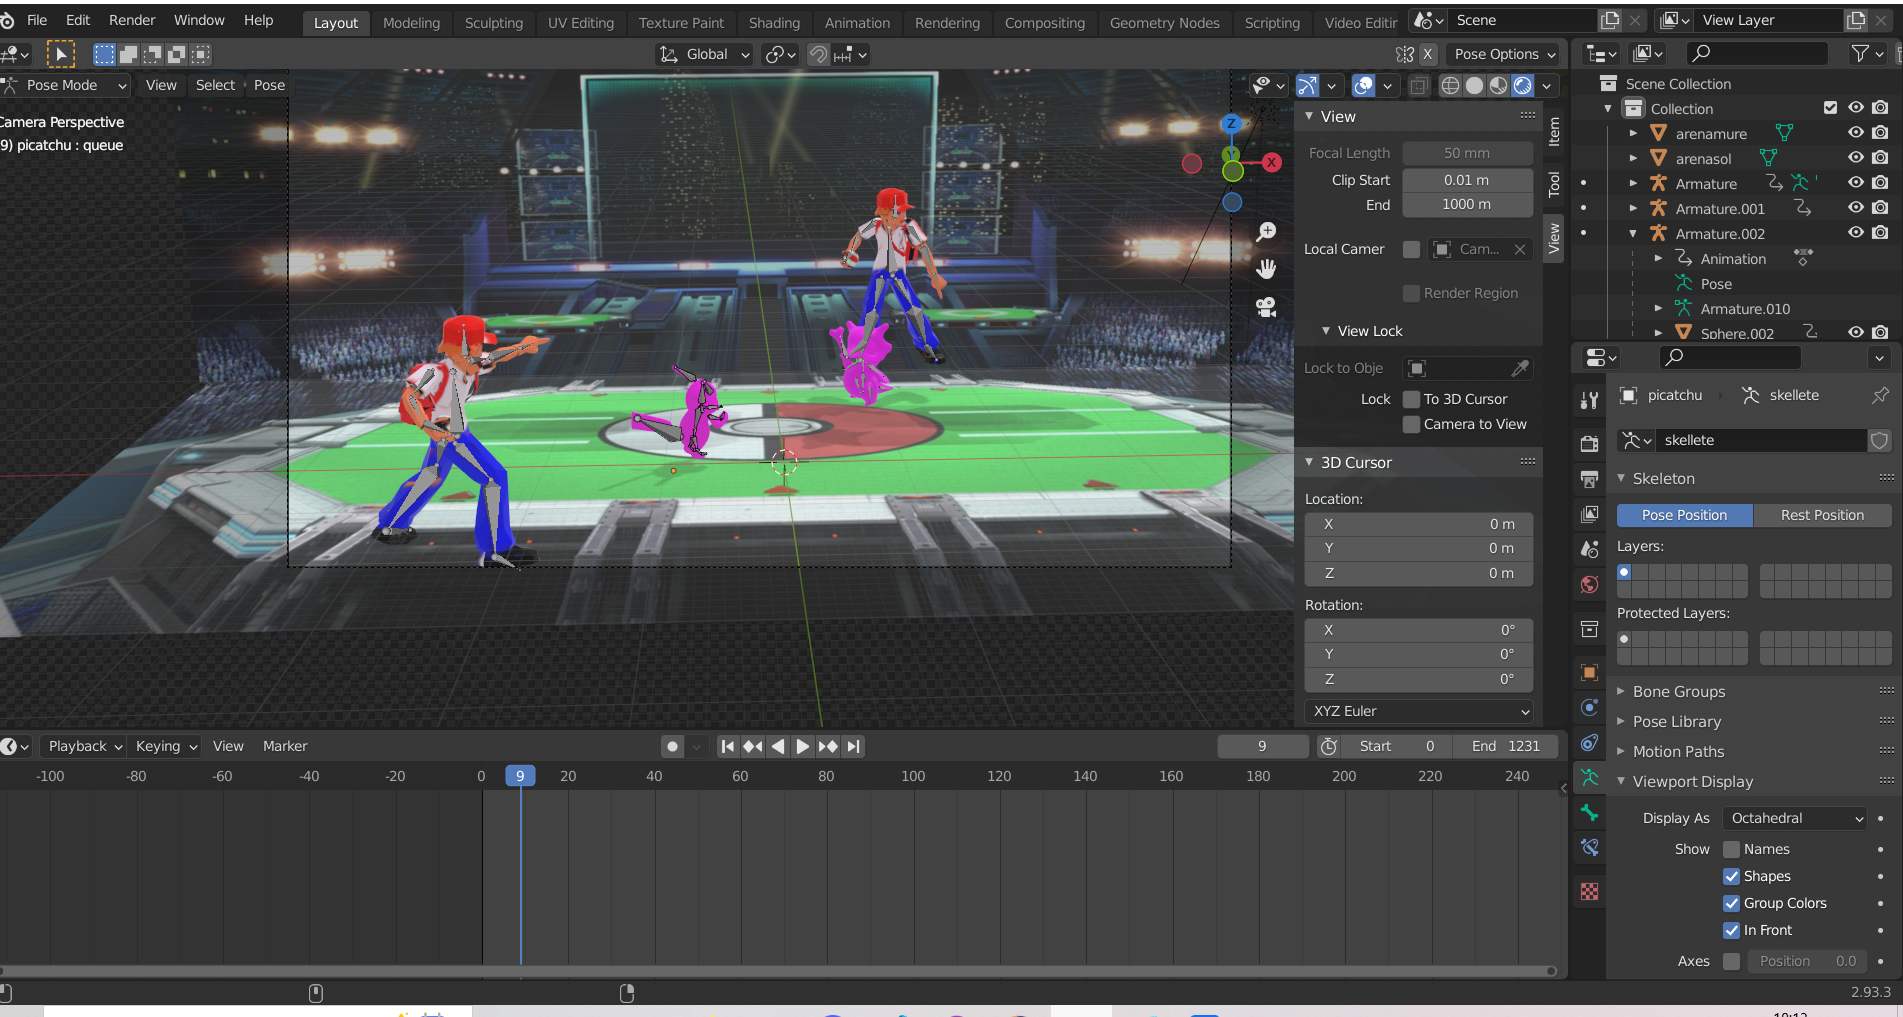 File Edit Render Window Help Layout Modeling Sculpting UV Editing Texture Paint Shading Animation Rendering Compositing Geometry Nodes Scripting Video Editir Scene View Layer
Global X Pose Options
Pose Mode View Select Pose
Camera Perspective
9) picatchu : queue
Z
X
View
Focal Length 50 mm
Clip Start 0.01 m
End 1000 m
Local Camer Cam...
Render Region
View Lock
Lock to Obje
Lock To 3D Cursor
Camera to View
3D Cursor
Location:
X 0 m
Y 0 m
Z 0 m
Rotation:
X 0°
Y 0°
Z 0°
XYZ Euler
Item
Tool
View
Scene Collection
Collection
arenamure
arenasol
Armature
Armature.001
Armature.002
Animation
Pose
Armature.010
Sphere.002
picatchu skellete
skellete
Skeleton
Pose Position Rest Position
Layers:
Protected Layers:
Bone Groups
Pose Library
Motion Paths
Viewport Display
Display As Octahedral
Show Names
Shapes
Group Colors
In Front
Axes Position 0.0
Playback Keying View Marker 9 Start 0 End 1231
-100 -80 -60 -40 -20 0 9 20 40 60 80 100 120 140 160 180 200 220 240
2.93.3